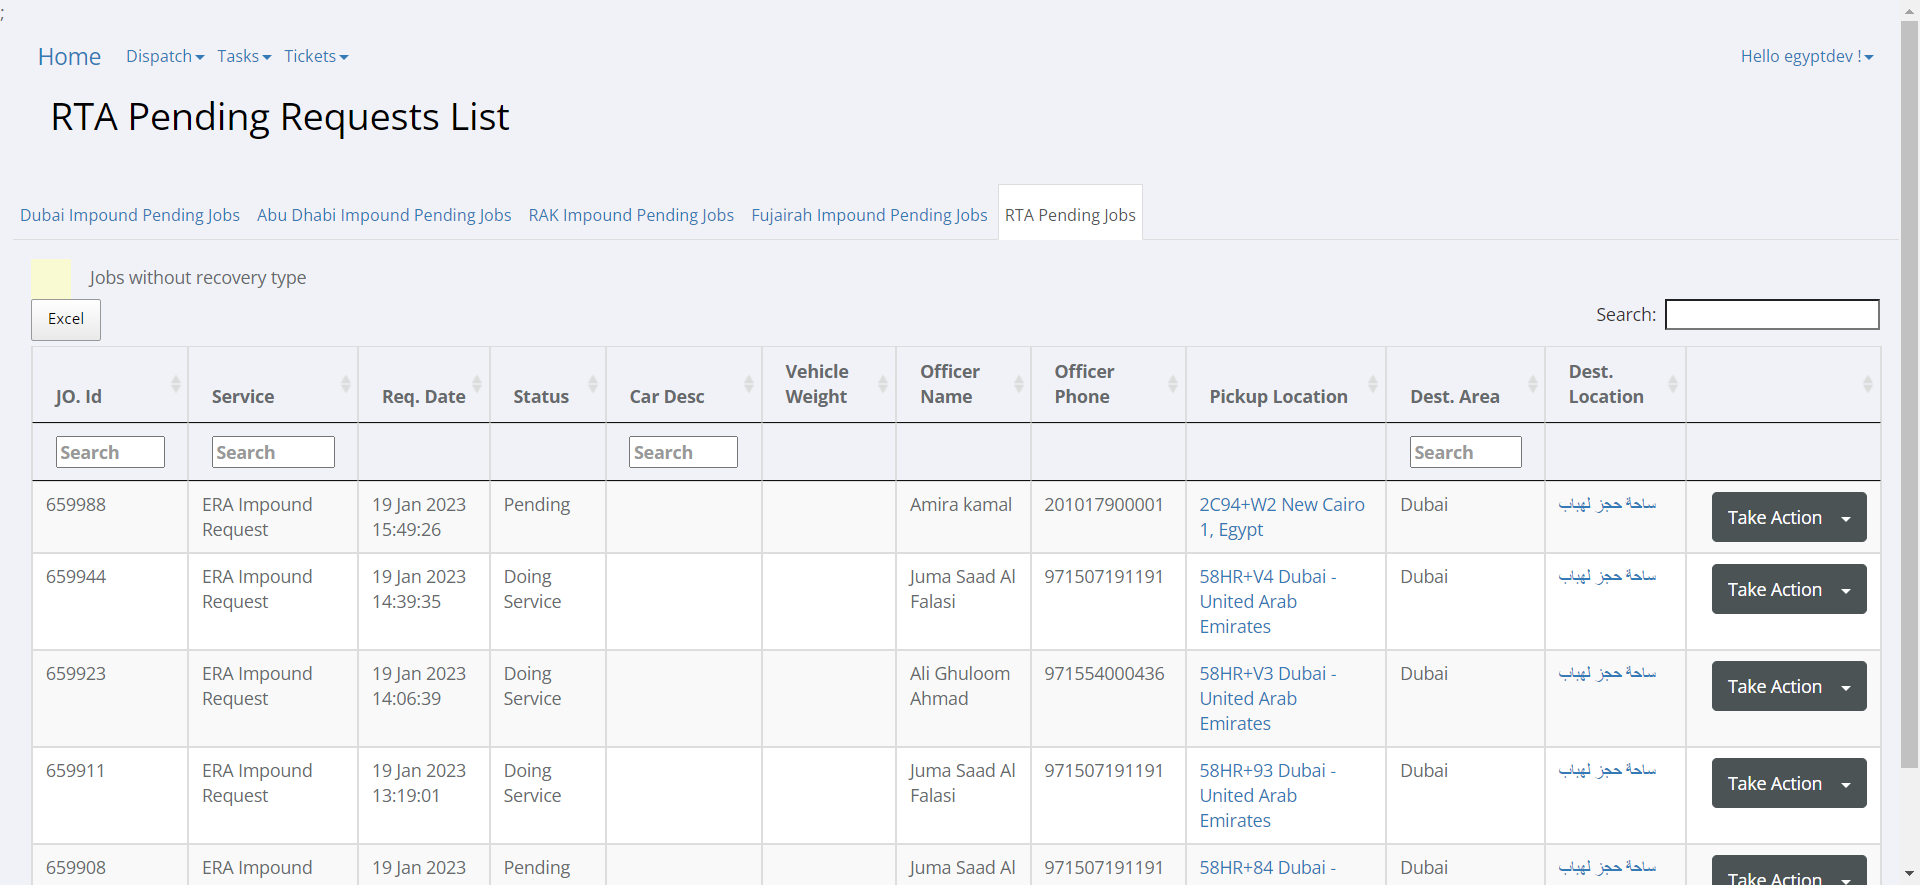 ;
Home Dispatch Tasks Tickets Hello egyptdev !
RTA Pending Requests List
Dubai Impound Pending Jobs Abu Dhabi Impound Pending Jobs RAK Impound Pending Jobs Fujairah Impound Pending Jobs RTA Pending Jobs
Jobs without recovery type
Excel Search:
JO. Id Service Req. Date Status Car Desc Vehicle Weight Officer Name Officer Phone Pickup Location Dest. Area Dest. Location
Search Search Search Search
659988 ERA Impound 19 Jan 2023 Pending Amira kamal 201017900001 2C94+W2 New Cairo Dubai ساحة حجز لهباب Take Action
Request 15:49:26 1, Egypt
659944 ERA Impound 19 Jan 2023 Doing Juma Saad Al 971507191191 58HR+V4 Dubai - Dubai ساحة حجز لهباب Take Action
Request 14:39:35 Service Falasi United Arab
Emirates
659923 ERA Impound 19 Jan 2023 Doing Ali Ghuloom 971554000436 58HR+V3 Dubai - Dubai ساحة حجز لهباب Take Action
Request 14:06:39 Service Ahmad United Arab
Emirates
659911 ERA Impound 19 Jan 2023 Doing Juma Saad Al 971507191191 58HR+93 Dubai - Dubai ساحة حجز لهباب Take Action
Request 13:19:01 Service Falasi United Arab
Emirates
659908 ERA Impound 19 Jan 2023 Pending Juma Saad Al 971507191191 58HR+84 Dubai - Dubai ساحة حجز لهباب Take Action